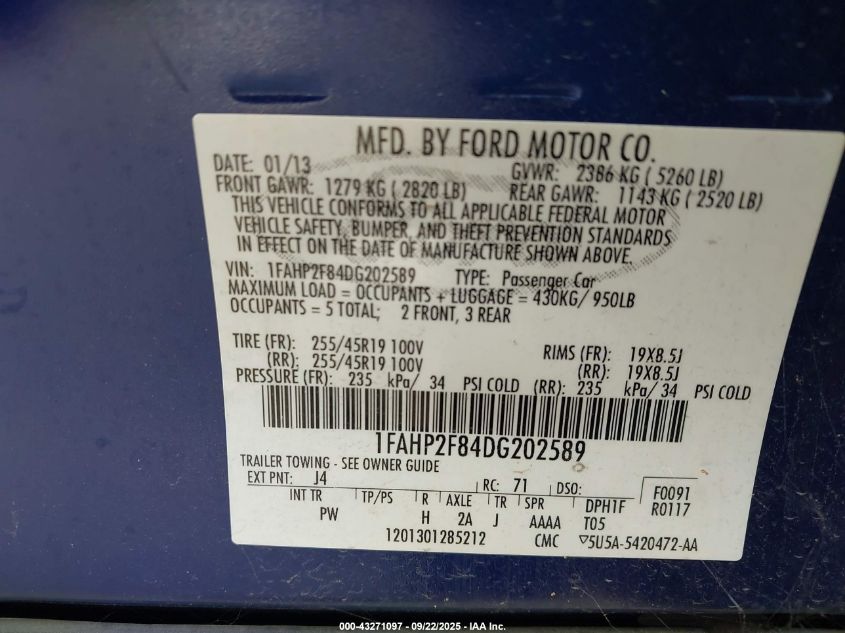 MFD. BY FORD MOTOR CO.
DATE: 01/13 GVWR: 2386 KG ( 5260 LB)
FRONT GAWR: 1279 KG ( 2820 LB) REAR GAWR: 1143 KG ( 2520 LB)
THIS VEHICLE CONFORMS TO ALL APPLICABLE FEDERAL MOTOR
VEHICLE SAFETY, BUMPER, AND THEFT PREVENTION STANDARDS
IN EFFECT ON THE DATE OF MANUFACTURE SHOWN ABOVE.
VIN: 1FAHP2F84DG202589 TYPE: Passenger Car
MAXIMUM LOAD = OCCUPANTS + LUGGAGE = 430KG/ 950LB
OCCUPANTS = 5 TOTAL; 2 FRONT, 3 REAR
TIRE (FR): 255/45R19 100V RIMS (FR): 19X8.5J
(RR): 255/45R19 100V (RR): 19X8.5J
PRESSURE (FR): 235 kPa/ 34 PSI COLD (RR): 235 kPa/ 34 PSI COLD
1FAHP2F84DG202589
TRAILER TOWING - SEE OWNER GUIDE
EXT PNT: J4 RC: 71 DSO: F0091
INT TR TP/PS R AXLE TR SPR DPH1F R0117
PW H 2A J AAAA T05
1201301285212 CMC ▽5U5A-5420472-AA
000-43271097 - 09/22/2025 - IAA Inc.